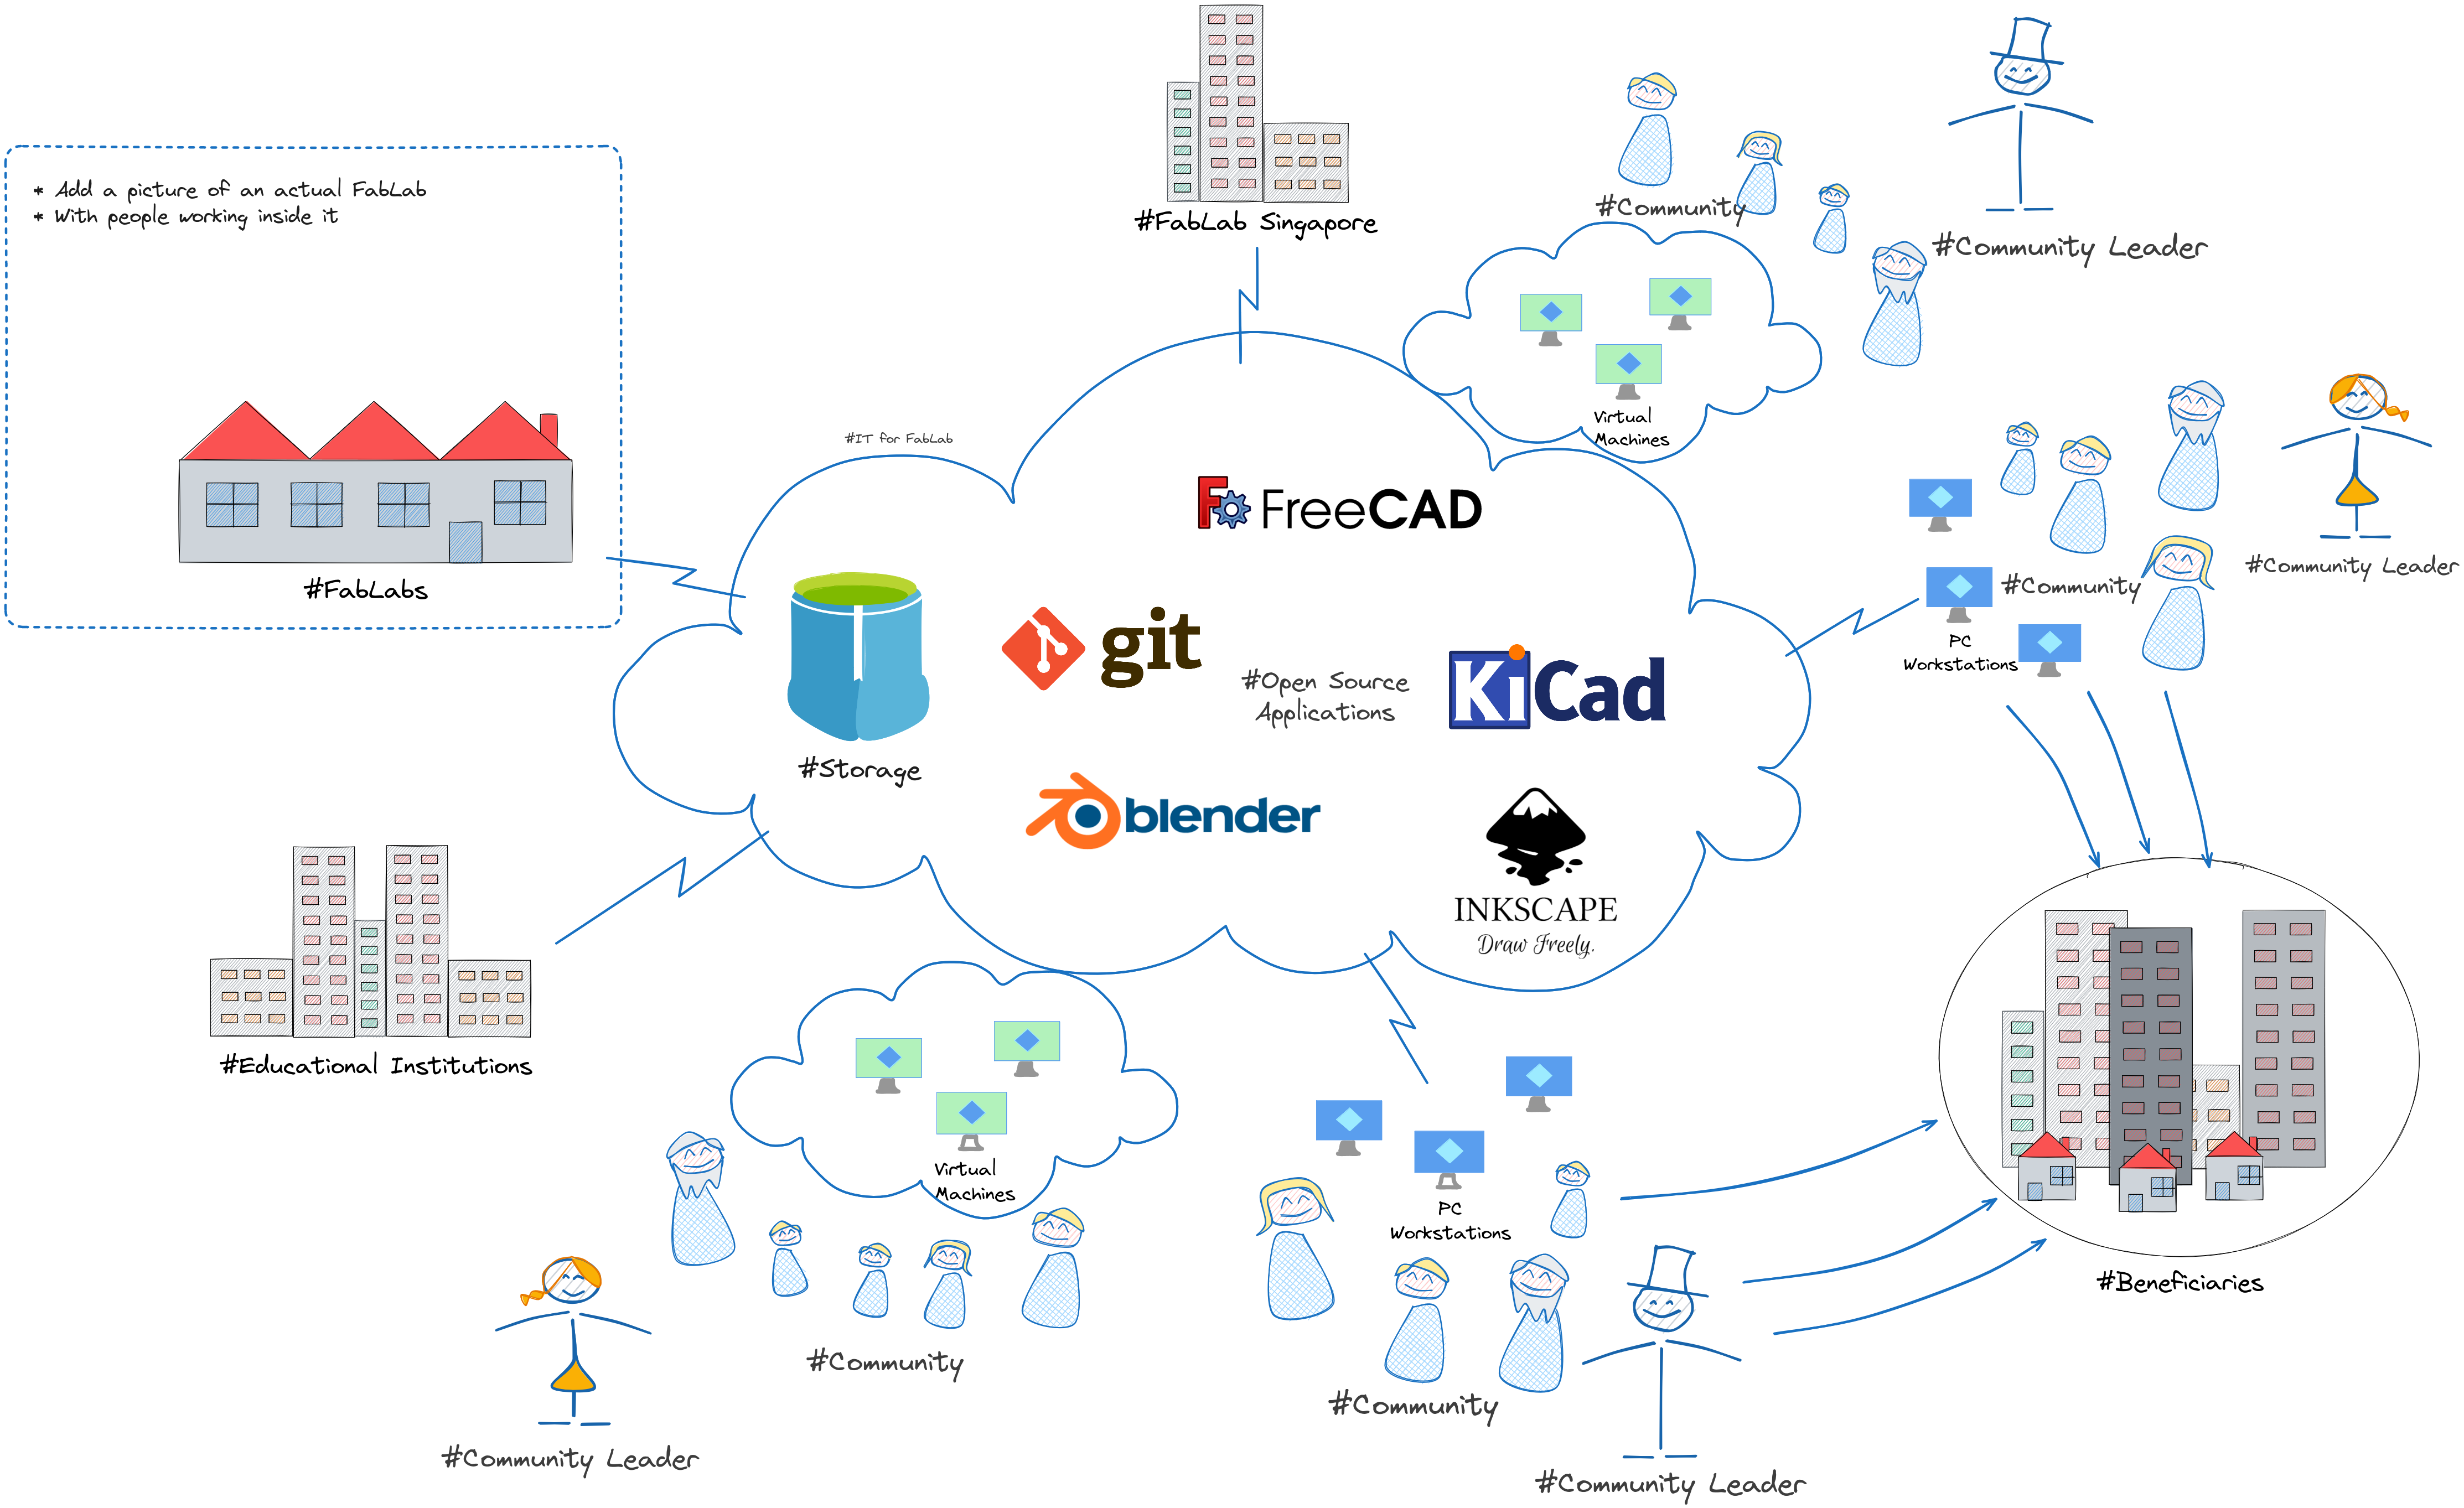 * Add a picture of an actual FabLab
* With people working inside it
#FabLabs
#FabLab Singapore
#Community
#Community Leader
Virtual
Machines
#IT for FabLab
FreeCAD
git
#Storage
#Open Source
Applications
KiCad
blender
INKSCAPE
Draw Freely.
#Community
#Community Leader
PC
Workstations
#Educational Institutions
Virtual
Machines
#Community
#Community Leader
PC
Workstations
#Community
#Community Leader
#Beneficiaries